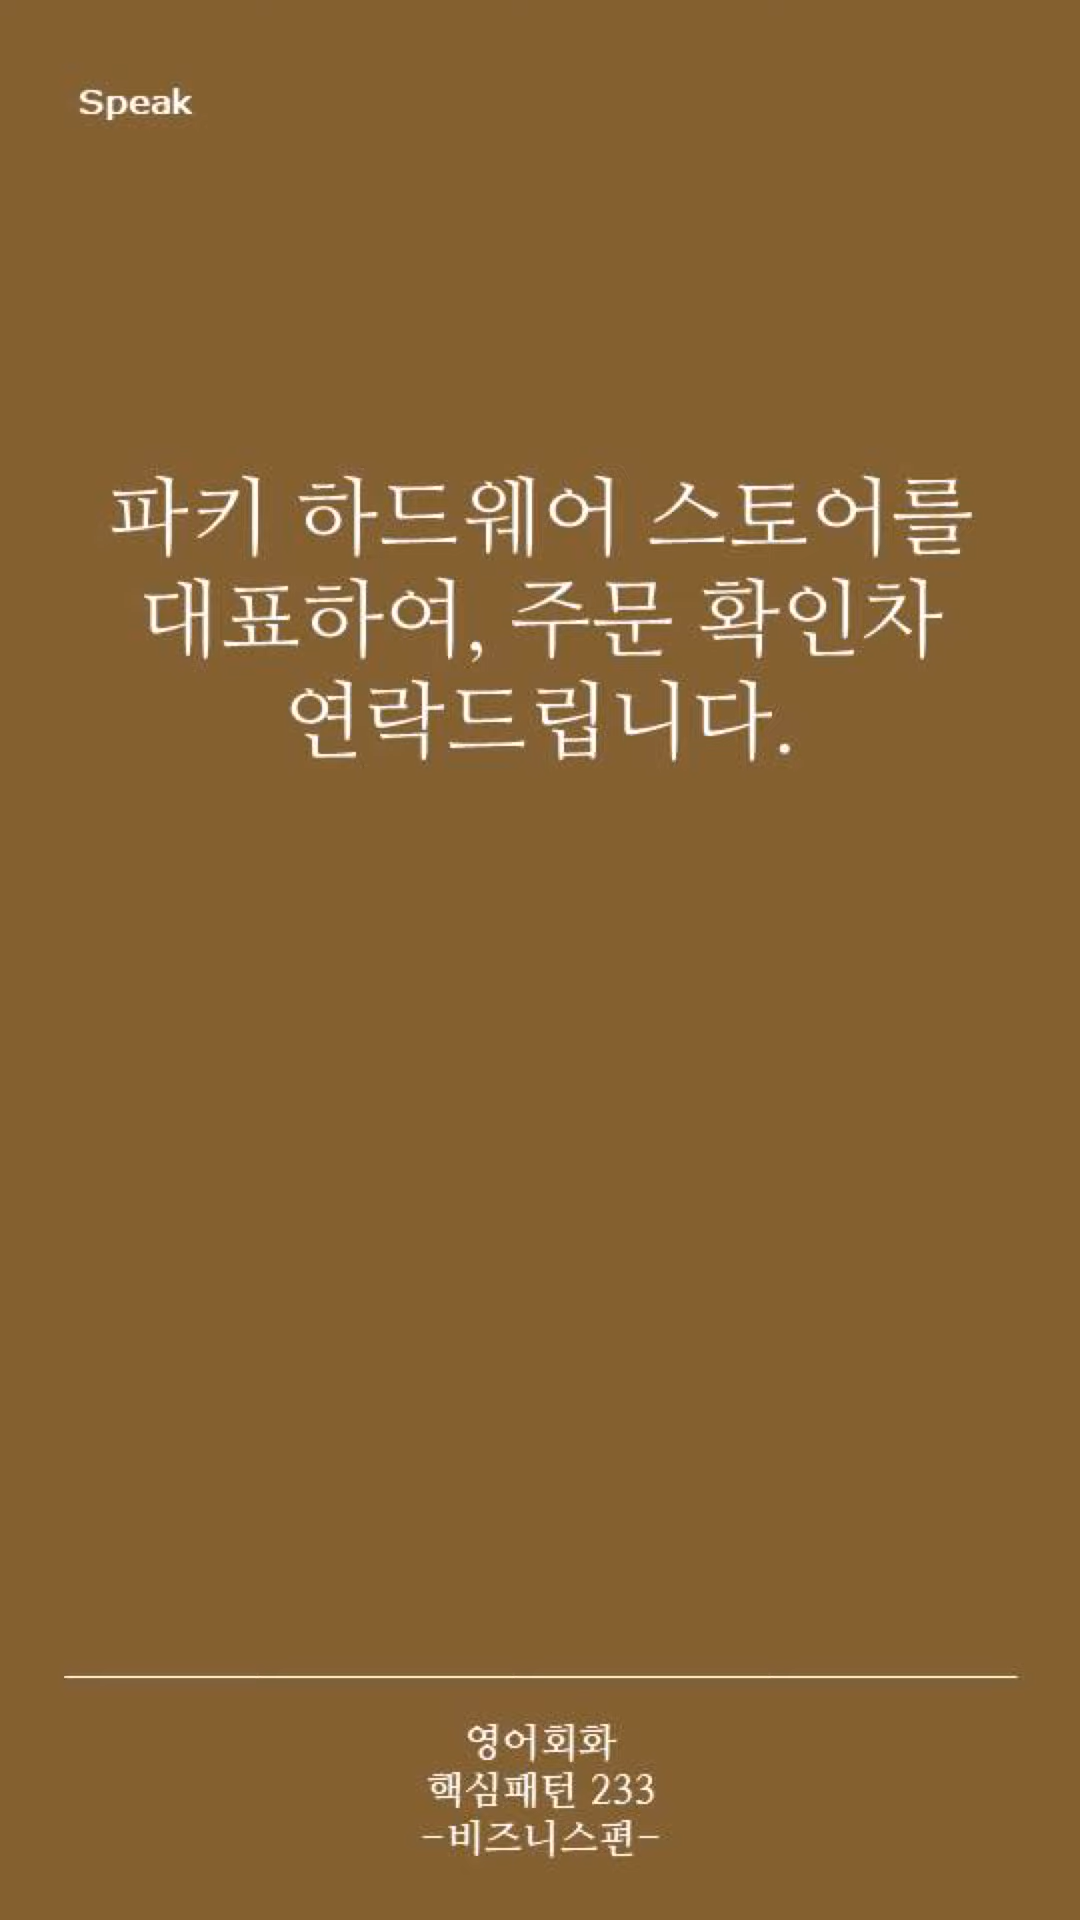 Speak
파키 하드웨어 스토어를
대표하여, 주문 확인차
연락드립니다.
영어회화
핵심패턴 233
-비즈니스편-